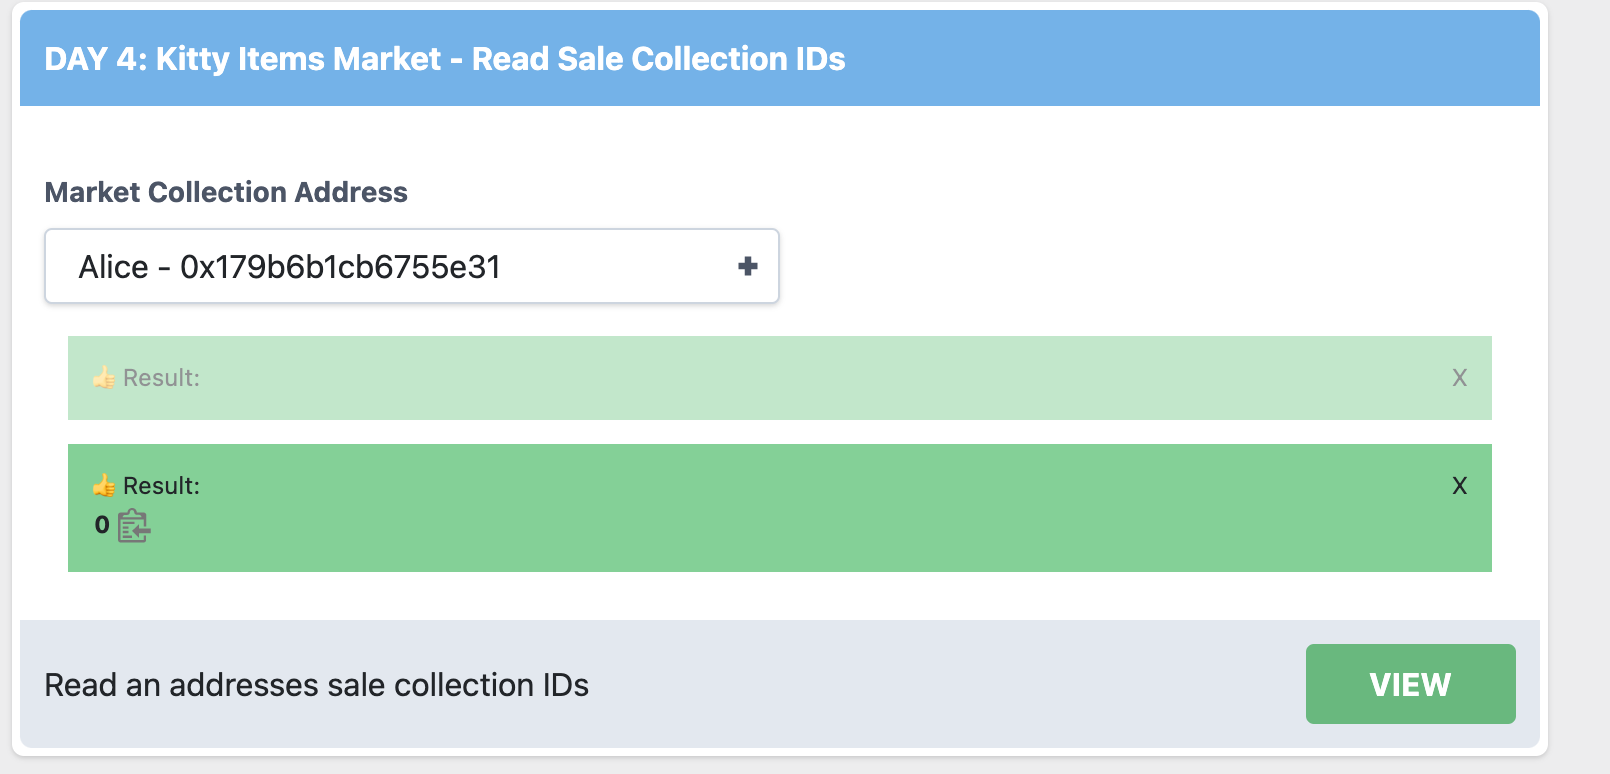 DAY 4: Kitty Items Market - Read Sale Collection IDs
Market Collection Address
Alice - 0x179b6b1cb6755e31
👍 Result: X
👍 Result: X
0
Read an addresses sale collection IDs VIEW